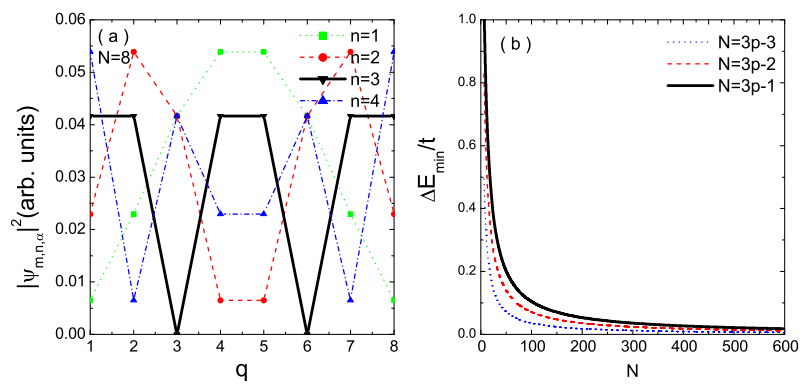 ( a )
N=8
n=1
n=2
n=3
n=4
0.06
0.05
0.04
0.03
0.02
0.01
0.00
1 2 3 4 5 6 7 8
q
|ψm,n,α|²(arb. units)
( b )
N=3p-3
N=3p-2
N=3p-1
1.0
0.8
0.6
0.4
0.2
0.0
0 100 200 300 400 500 600
N
ΔEmin/t